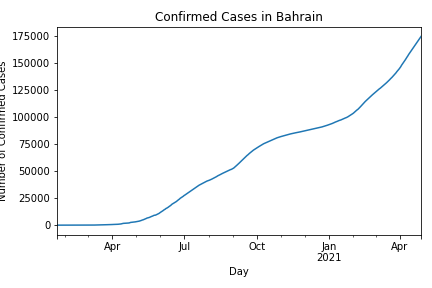 Confirmed Cases in Bahrain
Number of Confirmed Cases
175000
150000
125000
100000
75000
50000
25000
0
Apr
Jul
Oct
Jan
2021
Apr
Day